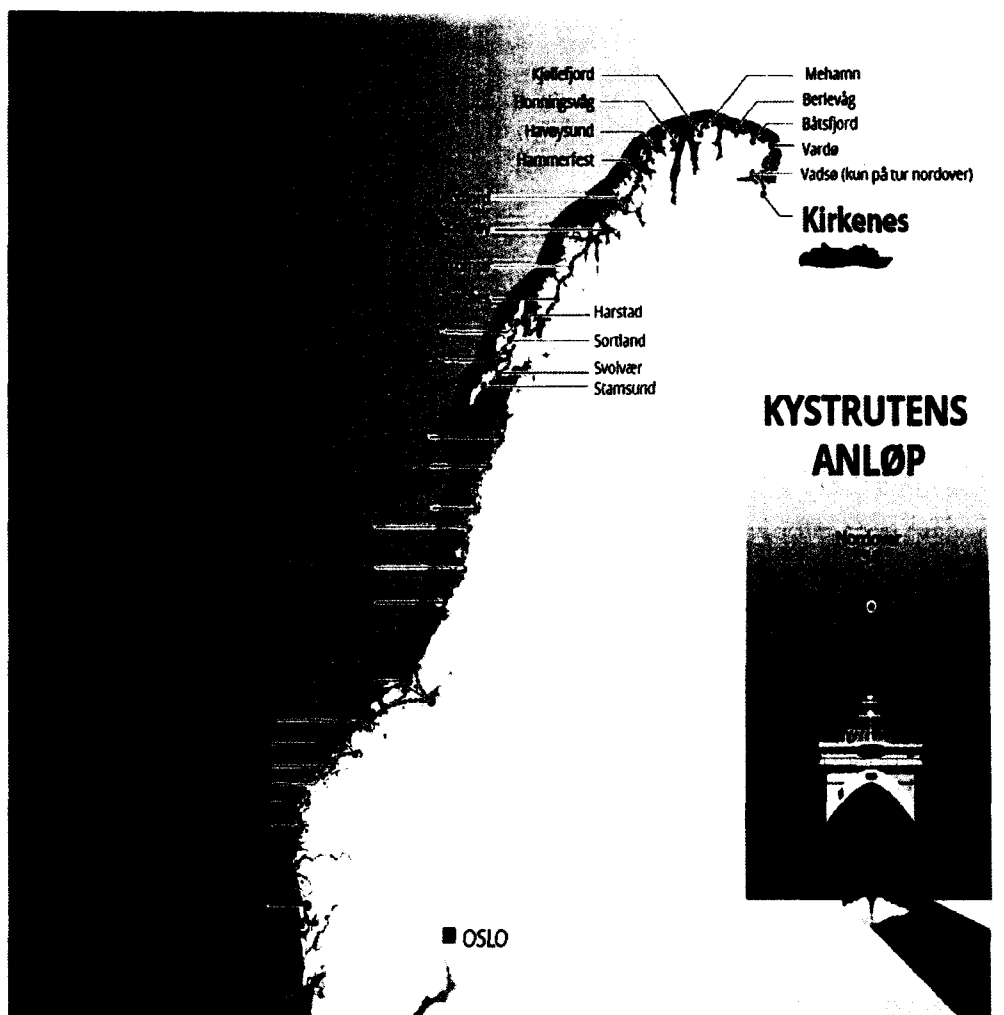 Kjøllefjord
Honningsvåg
Havøysund
Hammerfest
Mehamn
Berlevåg
Båtsfjord
Vardø
Vadsø (kun på tur nordover)
Kirkenes
Harstad
Sortland
Svolvær
Stamsund
KYSTRUTENS
ANLØP
Nordover
OSLO